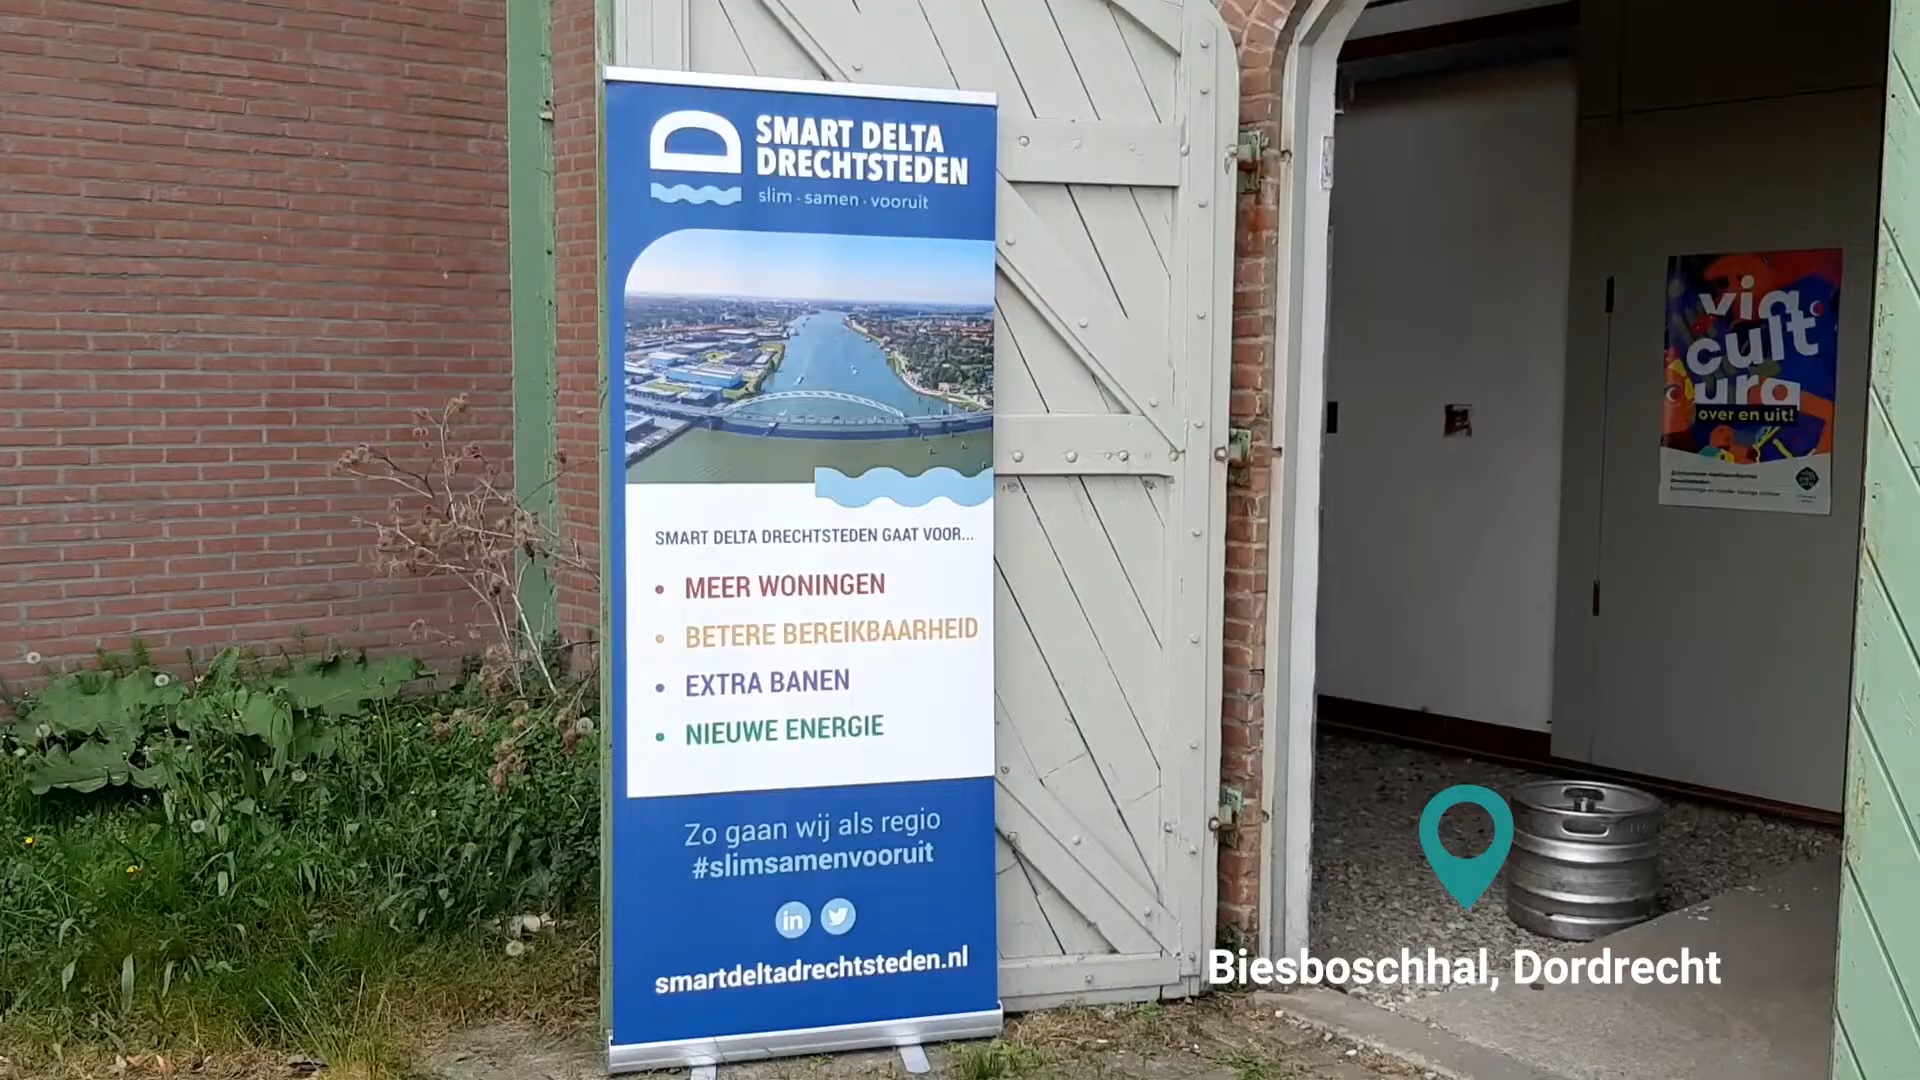 SMART DELTA
DRECHTSTEDEN
slim - samen - vooruit
SMART DELTA DRECHTSTEDEN GAAT VOOR...
• MEER WONINGEN
• BETERE BEREIKBAARHEID
• EXTRA BANEN
• NIEUWE ENERGIE
Zo gaan wij als regio
#slimsamenvooruit
in
smartdeltadrechtsteden.nl
via
cult
ura
over en uit!
Biesboschhal, Dordrecht